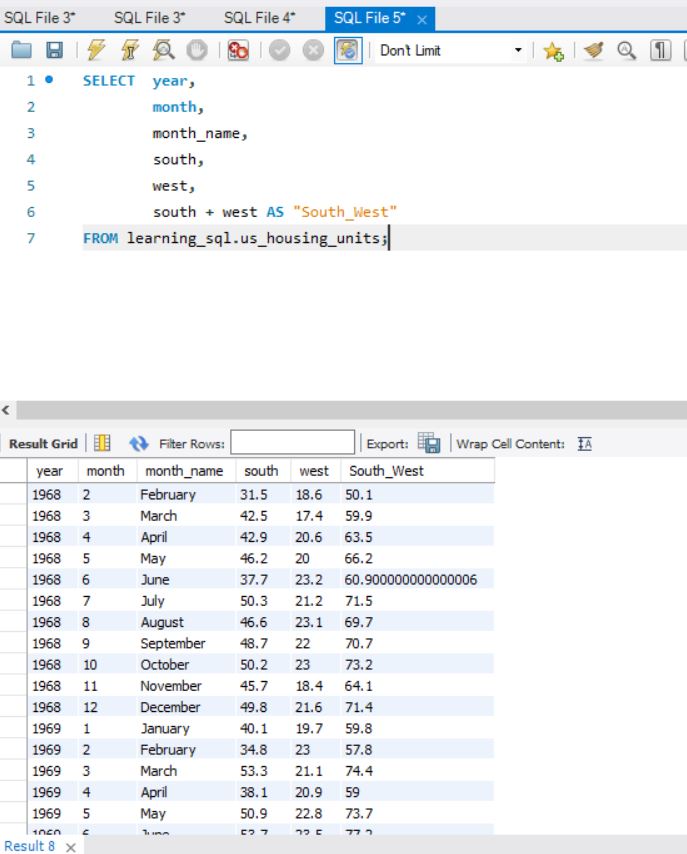 SQL File 3* SQL File 3* SQL File 4* SQL File 5*
Don't Limit
1 SELECT year,
2 month,
3 month_name,
4 south,
5 west,
6 south + west AS "South_West"
7 FROM learning_sql.us_housing_units;
Result Grid Filter Rows: Export: Wrap Cell Content:
year month month_name south west South_West
1968 2 February 31.5 18.6 50.1
1968 3 March 42.5 17.4 59.9
1968 4 April 42.9 20.6 63.5
1968 5 May 46.2 20 66.2
1968 6 June 37.7 23.2 60.900000000000006
1968 7 July 50.3 21.2 71.5
1968 8 August 46.6 23.1 69.7
1968 9 September 48.7 22 70.7
1968 10 October 50.2 23 73.2
1968 11 November 45.7 18.4 64.1
1968 12 December 49.8 21.6 71.4
1969 1 January 40.1 19.7 59.8
1969 2 February 34.8 23 57.8
1969 3 March 53.3 21.1 74.4
1969 4 April 38.1 20.9 59
1969 5 May 50.9 22.8 73.7
1969 6 June
Result 8